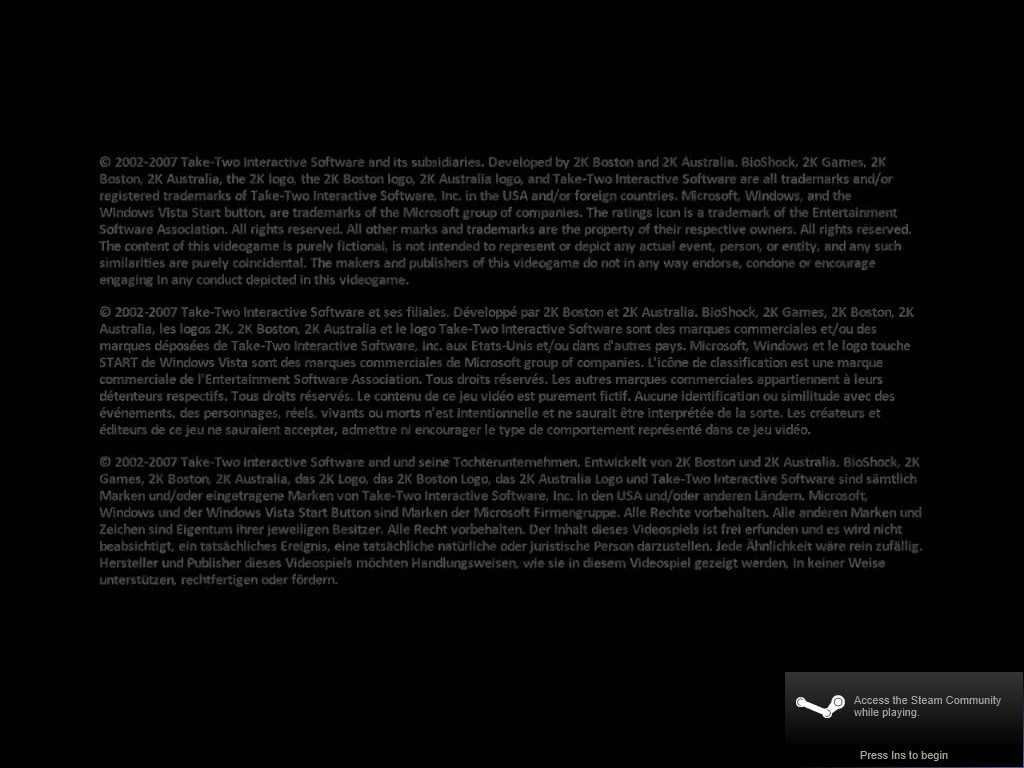 © 2002-2007 Take-Two Interactive Software and its subsidiaries. Developed by 2K Boston and 2K Australia. BioShock, 2K Games, 2K
Boston, 2K Australia, the 2K logo, the 2K Boston logo, 2K Australia logo, and Take-Two Interactive Software are all trademarks and/or
registered trademarks of Take-Two Interactive Software, Inc. in the USA and/or foreign countries. Microsoft, Windows, and the
Windows Vista Start button, are trademarks of the Microsoft group of companies. The ratings icon is a trademark of the Entertainment
Software Association. All rights reserved. All other marks and trademarks are the property of their respective owners. All rights reserved.
The content of this videogame is purely fictional, is not intended to represent or depict any actual event, person, or entity, and any such
similarities are purely coincidental. The makers and publishers of this videogame do not in any way endorse, condone or encourage
engaging in any conduct depicted in this videogame.
© 2002-2007 Take-Two Interactive Software et ses filiales. Développé par 2K Boston et 2K Australia. BioShock, 2K Games, 2K Boston, 2K
Australia, les logos 2K, 2K Boston, 2K Australia et le logo Take-Two Interactive Software sont des marques commerciales et/ou des
marques déposées de Take-Two Interactive Software, Inc. aux Etats-Unis et/ou dans d'autres pays. Microsoft, Windows et le logo touche
START de Windows Vista sont des marques commerciales de Microsoft group of companies. L'icône de classification est une marque
commerciale de l'Entertainment Software Association. Tous droits réservés. Les autres marques commerciales appartiennent à leurs
détenteurs respectifs. Tous droits réservés. Le contenu de ce jeu vidéo est purement fictif. Aucune identification ou similitude avec des
événements, des personnages, réels, vivants ou morts n'est intentionnelle et ne saurait être interprétée de la sorte. Les créateurs et
éditeurs de ce jeu ne sauraient accepter, admettre ni encourager le type de comportement représenté dans ce jeu vidéo.
© 2002-2007 Take-Two Interactive Software and und seine Tochterunternehmen. Entwickelt von 2K Boston und 2K Australia. BioShock, 2K
Games, 2K Boston, 2K Australia, das 2K Logo, das 2K Boston Logo, das 2K Australia Logo und Take-Two Interactive Software sind sämtlich
Marken und/oder eingetragene Marken von Take-Two Interactive Software, Inc. in den USA und/oder anderen Ländern. Microsoft,
Windows und der Windows Vista Start Button sind Marken der Microsoft Firmengruppe. Alle Rechte vorbehalten. Alle anderen Marken und
Zeichen sind Eigentum ihrer jeweiligen Besitzer. Alle Recht vorbehalten. Der Inhalt dieses Videospiels ist frei erfunden und es wird nicht
beabsichtigt, ein tatsächliches Ereignis, eine tatsächliche natürliche oder juristische Person darzustellen. Jede Ähnlichkeit wäre rein zufällig.
Hersteller und Publisher dieses Videospiels möchten Handlungsweisen, wie sie in diesem Videospiel gezeigt werden, in keiner Weise
unterstützen, rechtfertigen oder fördern.
Access the Steam Community
while playing.
Press Ins to begin